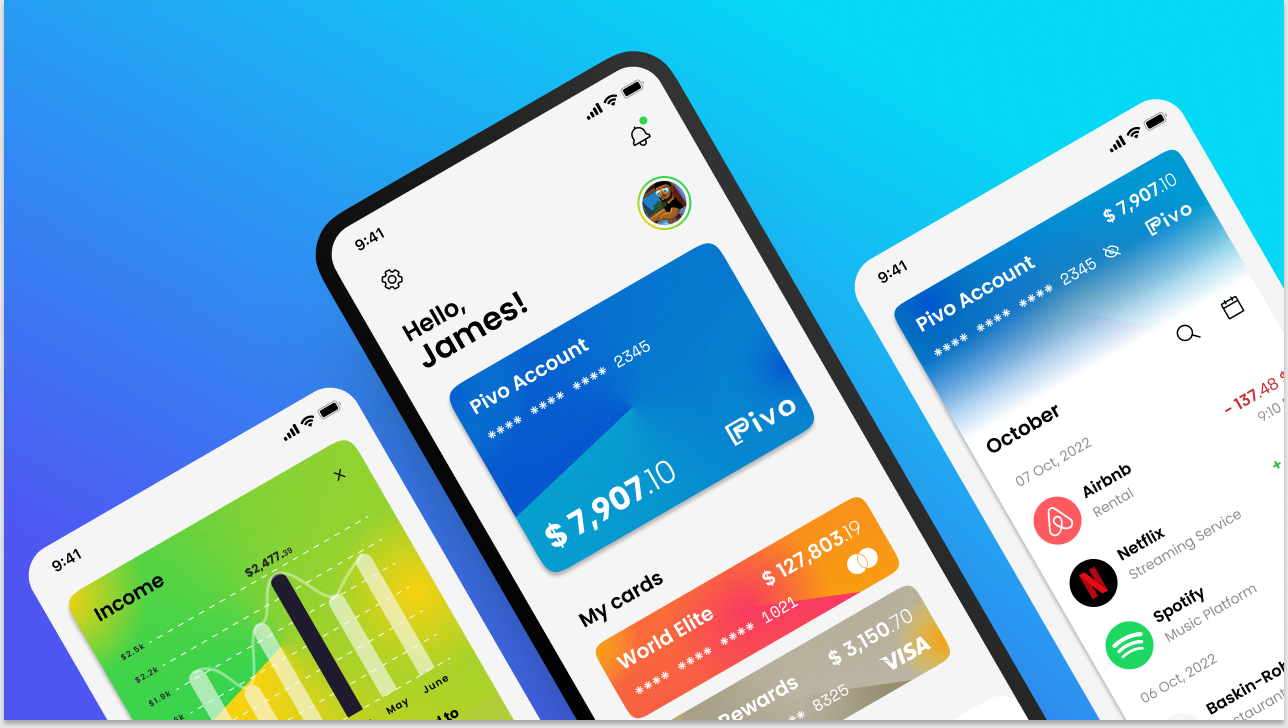 9:41
Income
$2,477.39
$2.5k
$2.2k
$1.9k
May
June
9:41
Hello,
James!
Pivo Account
**** **** **** 2345
$ 7,907.10
Pivo
My cards
World Elite
$ 127,803.19
**** **** **** 1021
Rewards
$ 3,150.70
** 8325
VISA
9:41
Pivo Account
$ 7,907.10
**** **** **** 2345
Pivo
October
07 Oct, 2022
- 137.48 $
9:10
Airbnb
Rental
+
Netflix
Streaming Service
Spotify
Music Platform
06 Oct, 2022
Baskin-Ro